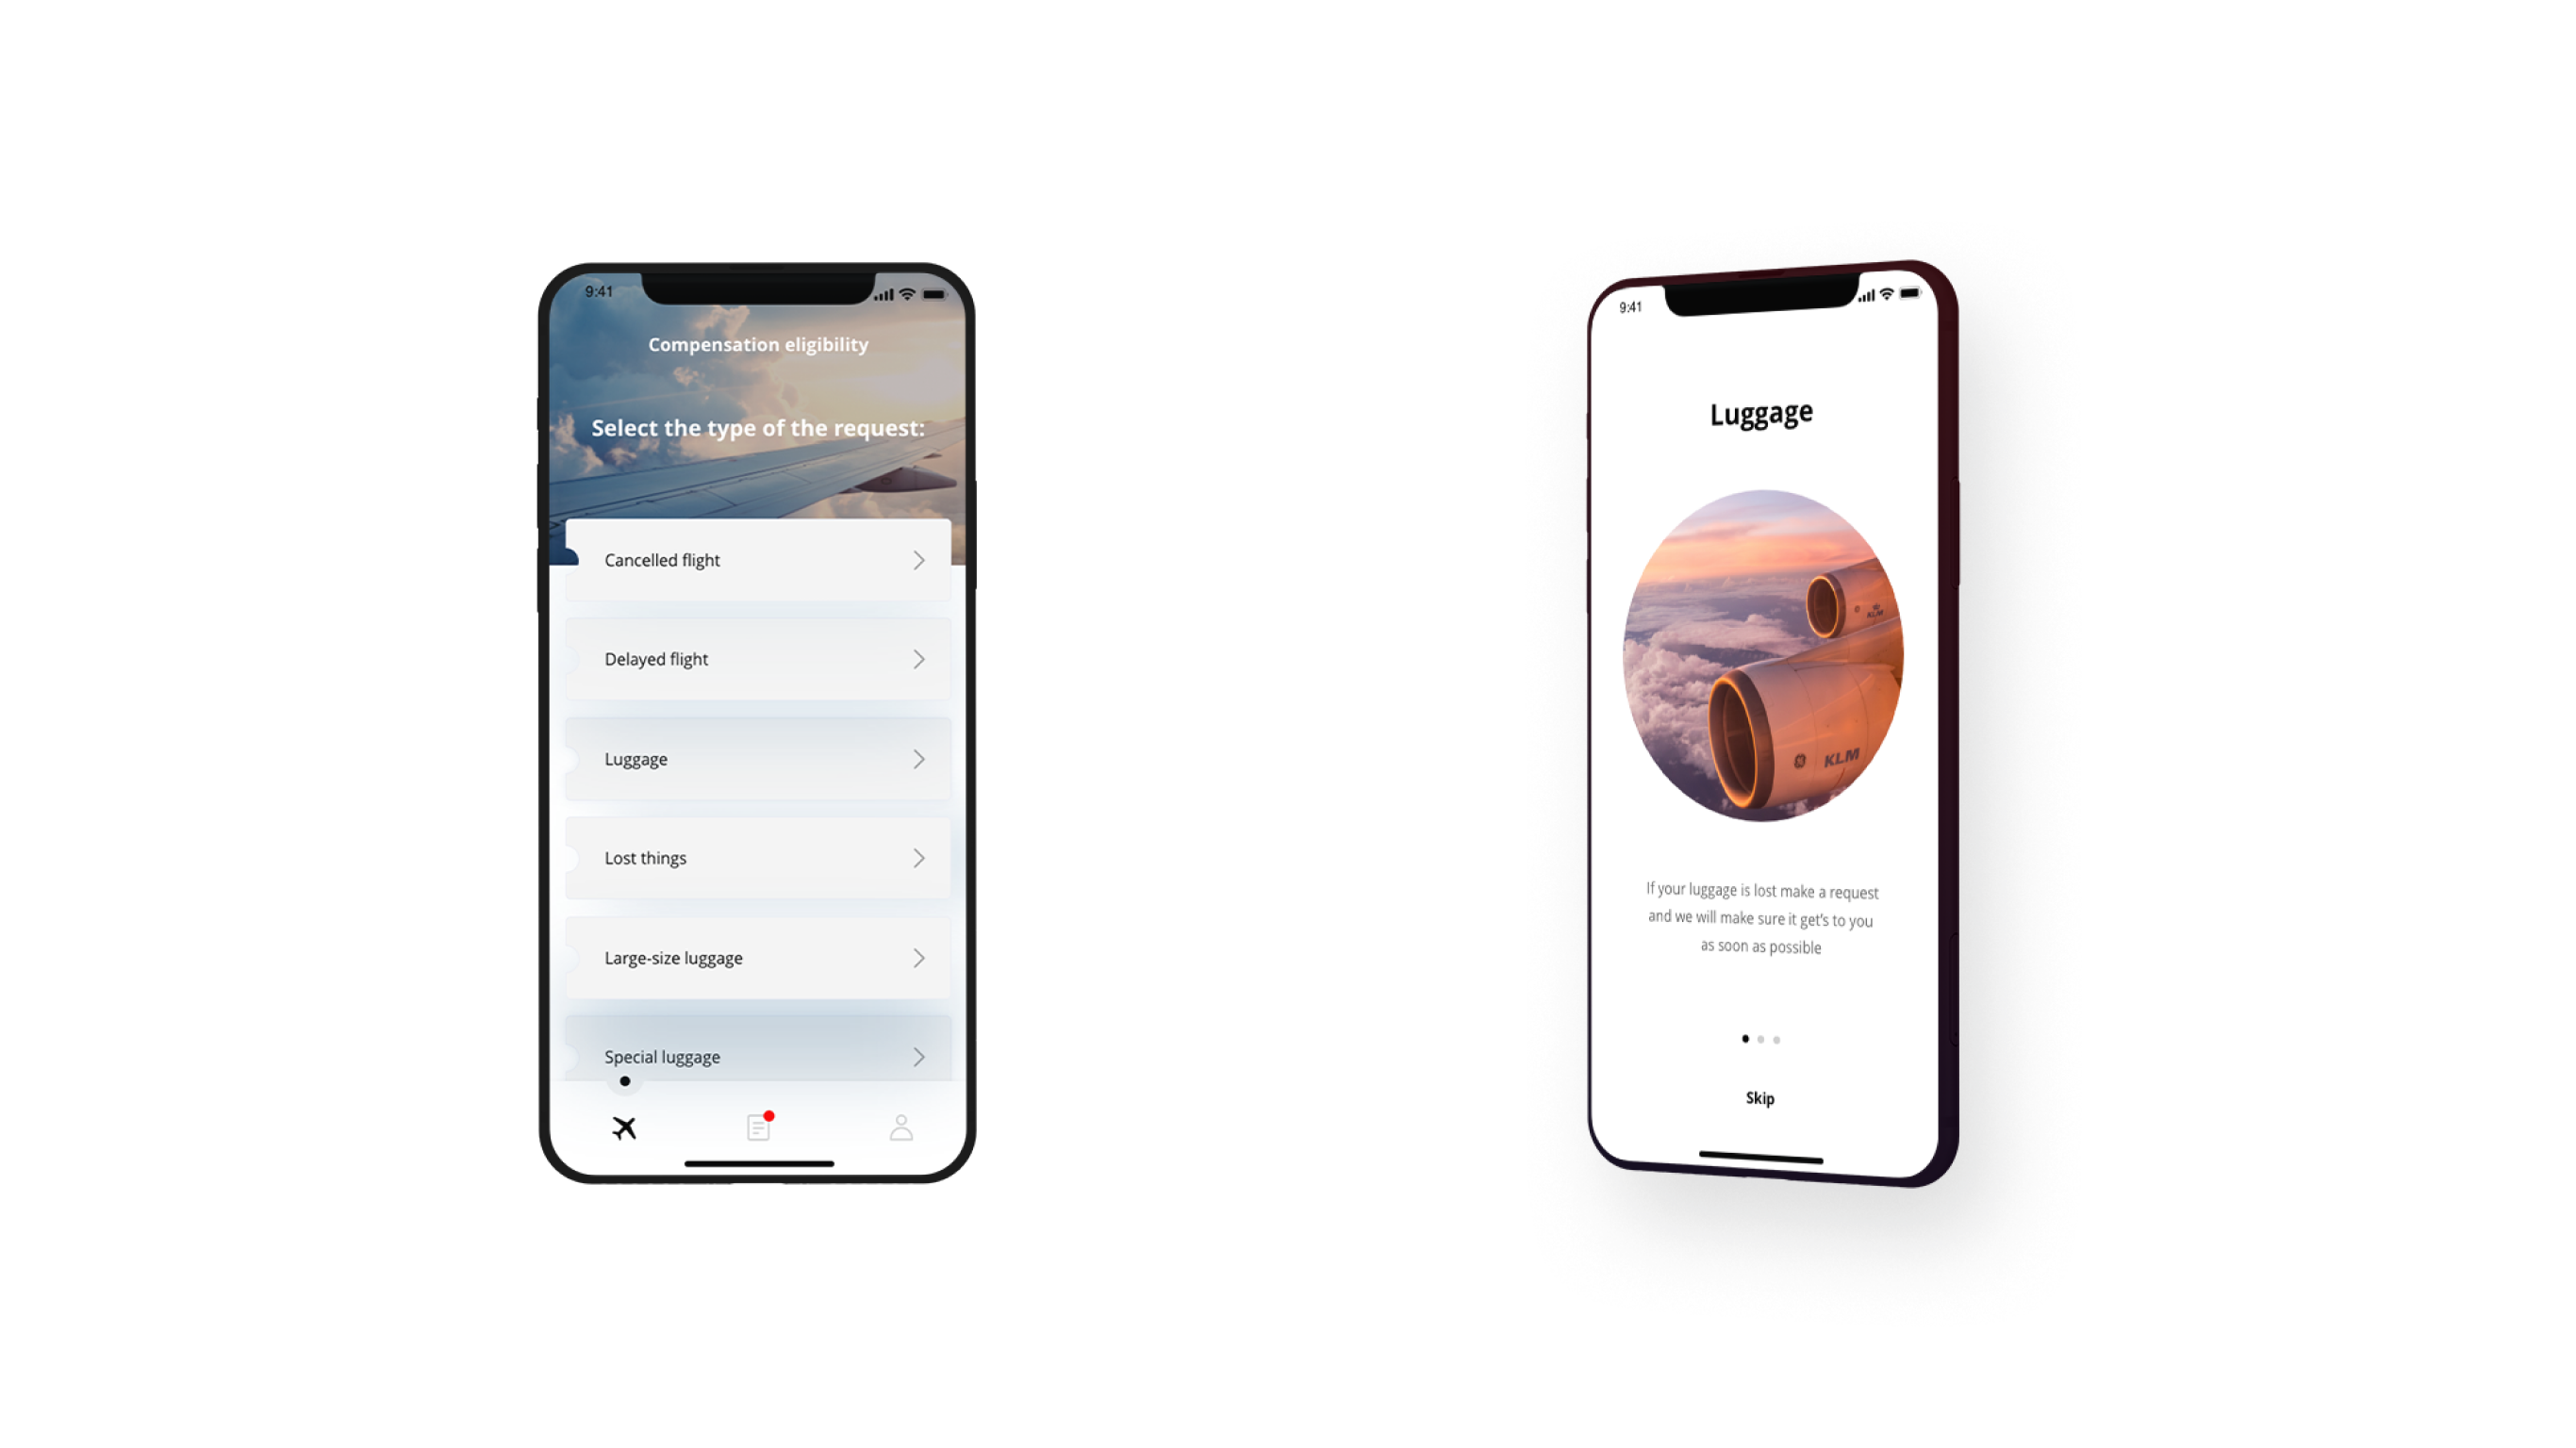 9:41
Compensation eligibility
Select the type of the request:
Cancelled flight
Delayed flight
Luggage
Lost things
Large-size luggage
Special luggage
9:41
Luggage
KLM
KLM
If your luggage is lost make a request
and we will make sure it get's to you
as soon as possible
Skip